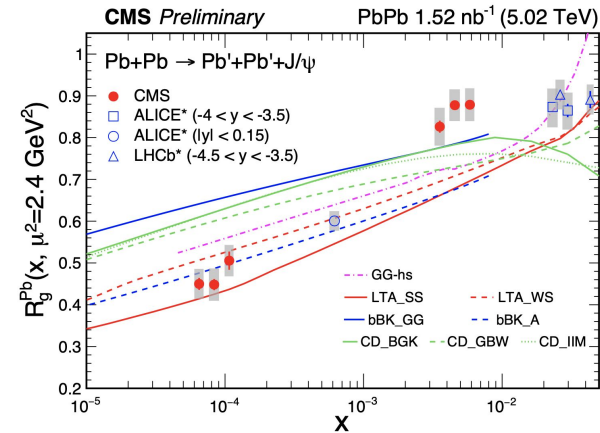 CMS Preliminary PbPb 1.52 nb⁻¹ (5.02 TeV)
Pb+Pb → Pb'+Pb'+J/ψ
CMS
ALICE* (-4 < y < -3.5)
ALICE* (|y| < 0.15)
LHCb* (-4.5 < y < -3.5)
GG-hs
LTA_SS LTA_WS
bBK_GG bBK_A
CD_BGK CD_GBW CD_IIM
R_g^Pb(x, μ²=2.4 GeV²)
1
0.9
0.8
0.7
0.6
0.5
0.4
0.3
0.2
10⁻⁵ 10⁻⁴ 10⁻³ 10⁻²
x